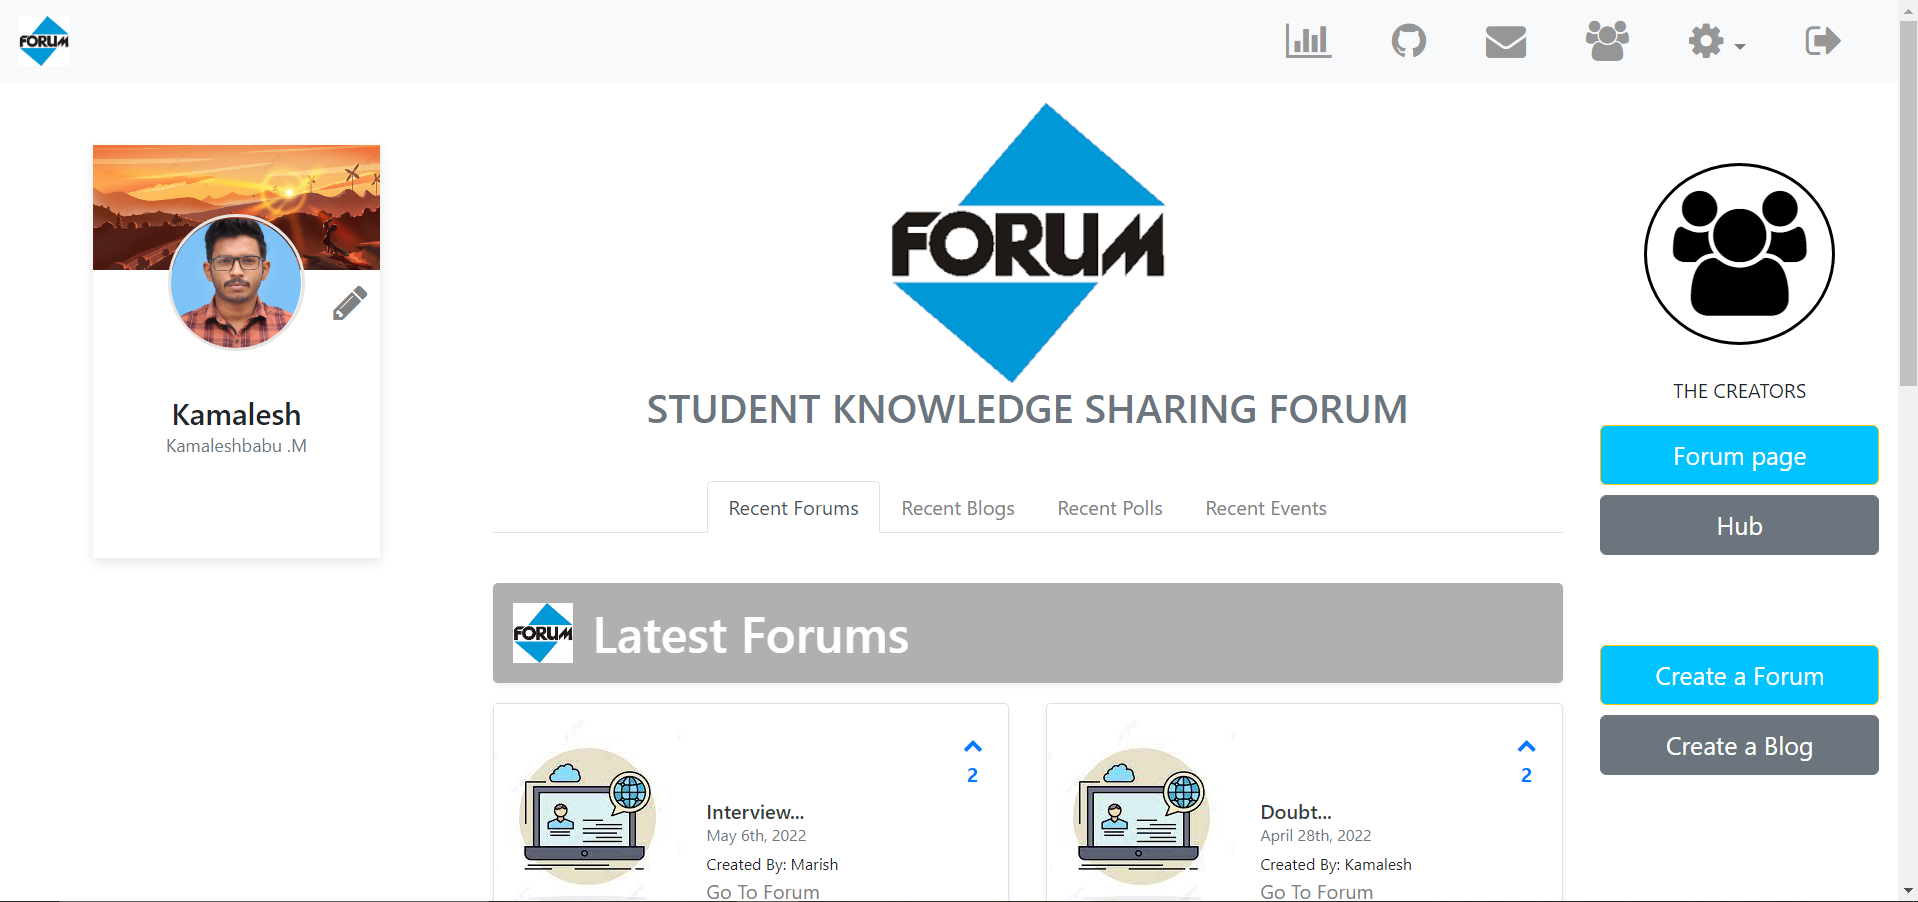 FORUM
Kamalesh
Kamaleshbabu .M
FORUM
STUDENT KNOWLEDGE SHARING FORUM
Recent Forums
Recent Blogs
Recent Polls
Recent Events
FORUM
Latest Forums
2
Interview...
May 6th, 2022
Created By: Marish
Go To Forum
2
Doubt...
April 28th, 2022
Created By: Kamalesh
Go To Forum
THE CREATORS
Forum page
Hub
Create a Forum
Create a Blog